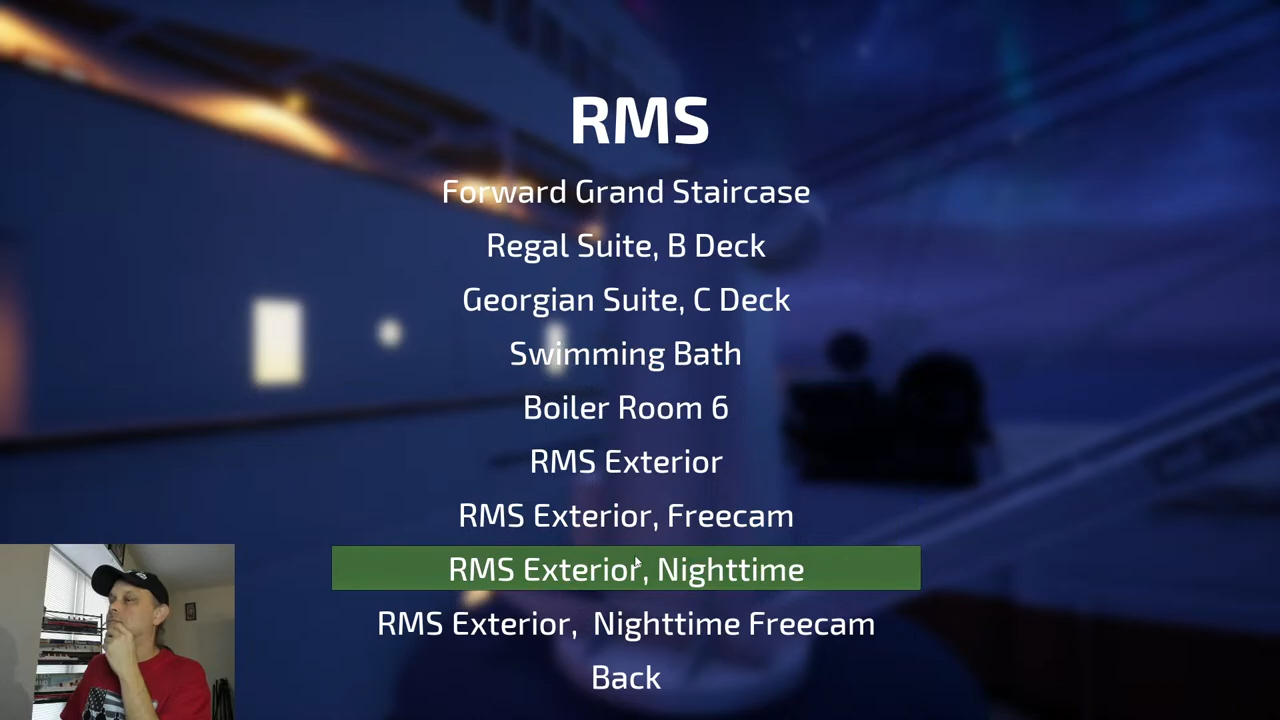 RMS
Forward Grand Staircase
Regal Suite, B Deck
Georgian Suite, C Deck
Swimming Bath
Boiler Room 6
RMS Exterior
RMS Exterior, Freecam
RMS Exterior, Nighttime
RMS Exterior,  Nighttime Freecam
Back